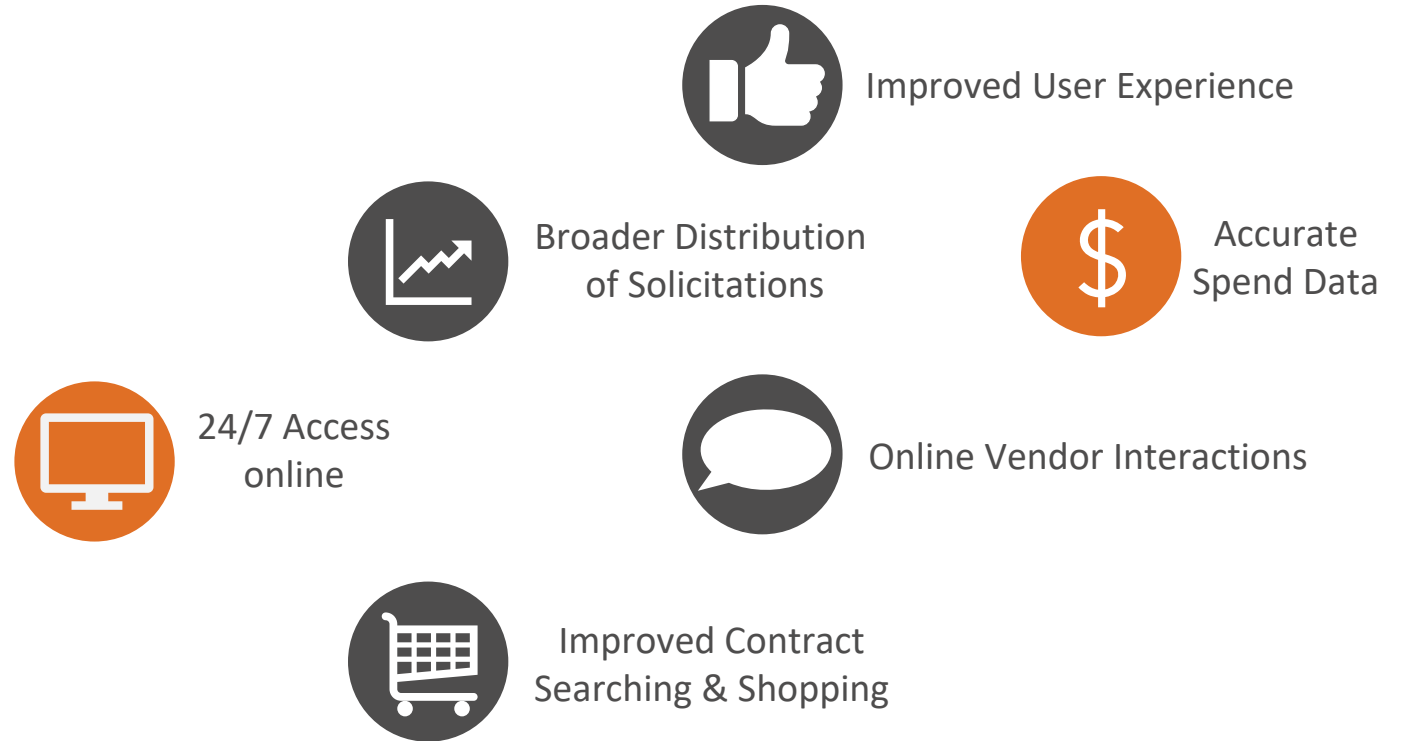 Improved User Experience
Broader Distribution
of Solicitations
Accurate
Spend Data
24/7 Access
online
Online Vendor Interactions
Improved Contract
Searching & Shopping